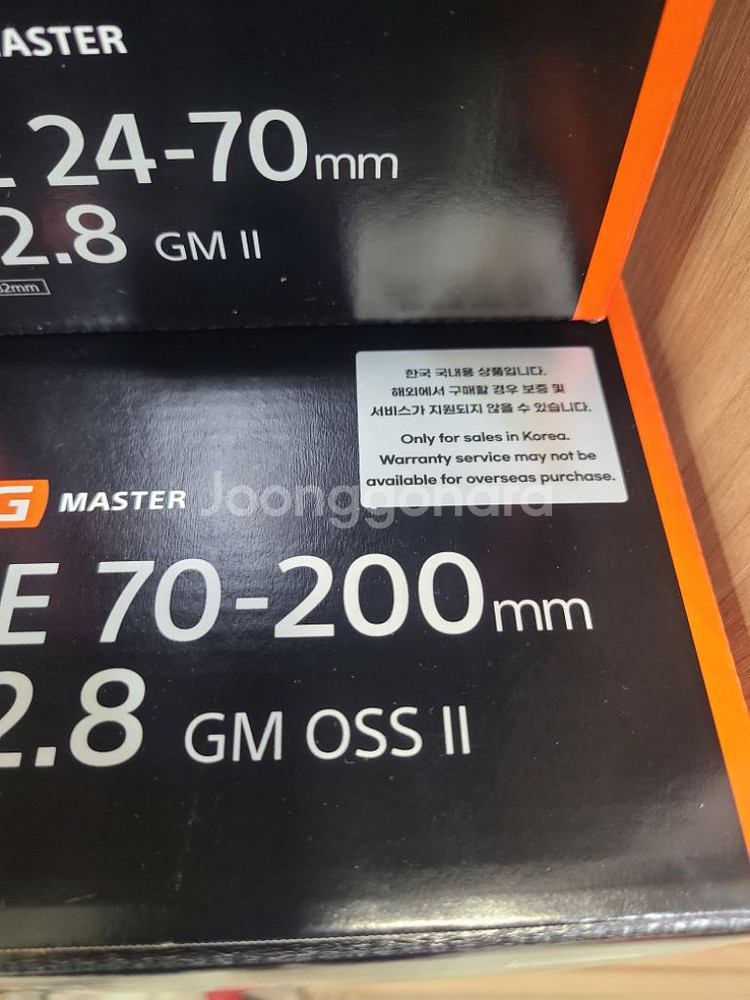 MASTER
24-70mm
2.8 GM II
한국 국내용 상품입니다.
해외에서 구매할 경우 보증 및
서비스가 지원되지 않을 수 있습니다.
Only for sales in Korea.
Warranty service may not be
available for overseas purchase.
G MASTER
Joonggonara
E 70-200mm
2.8 GM OSS II